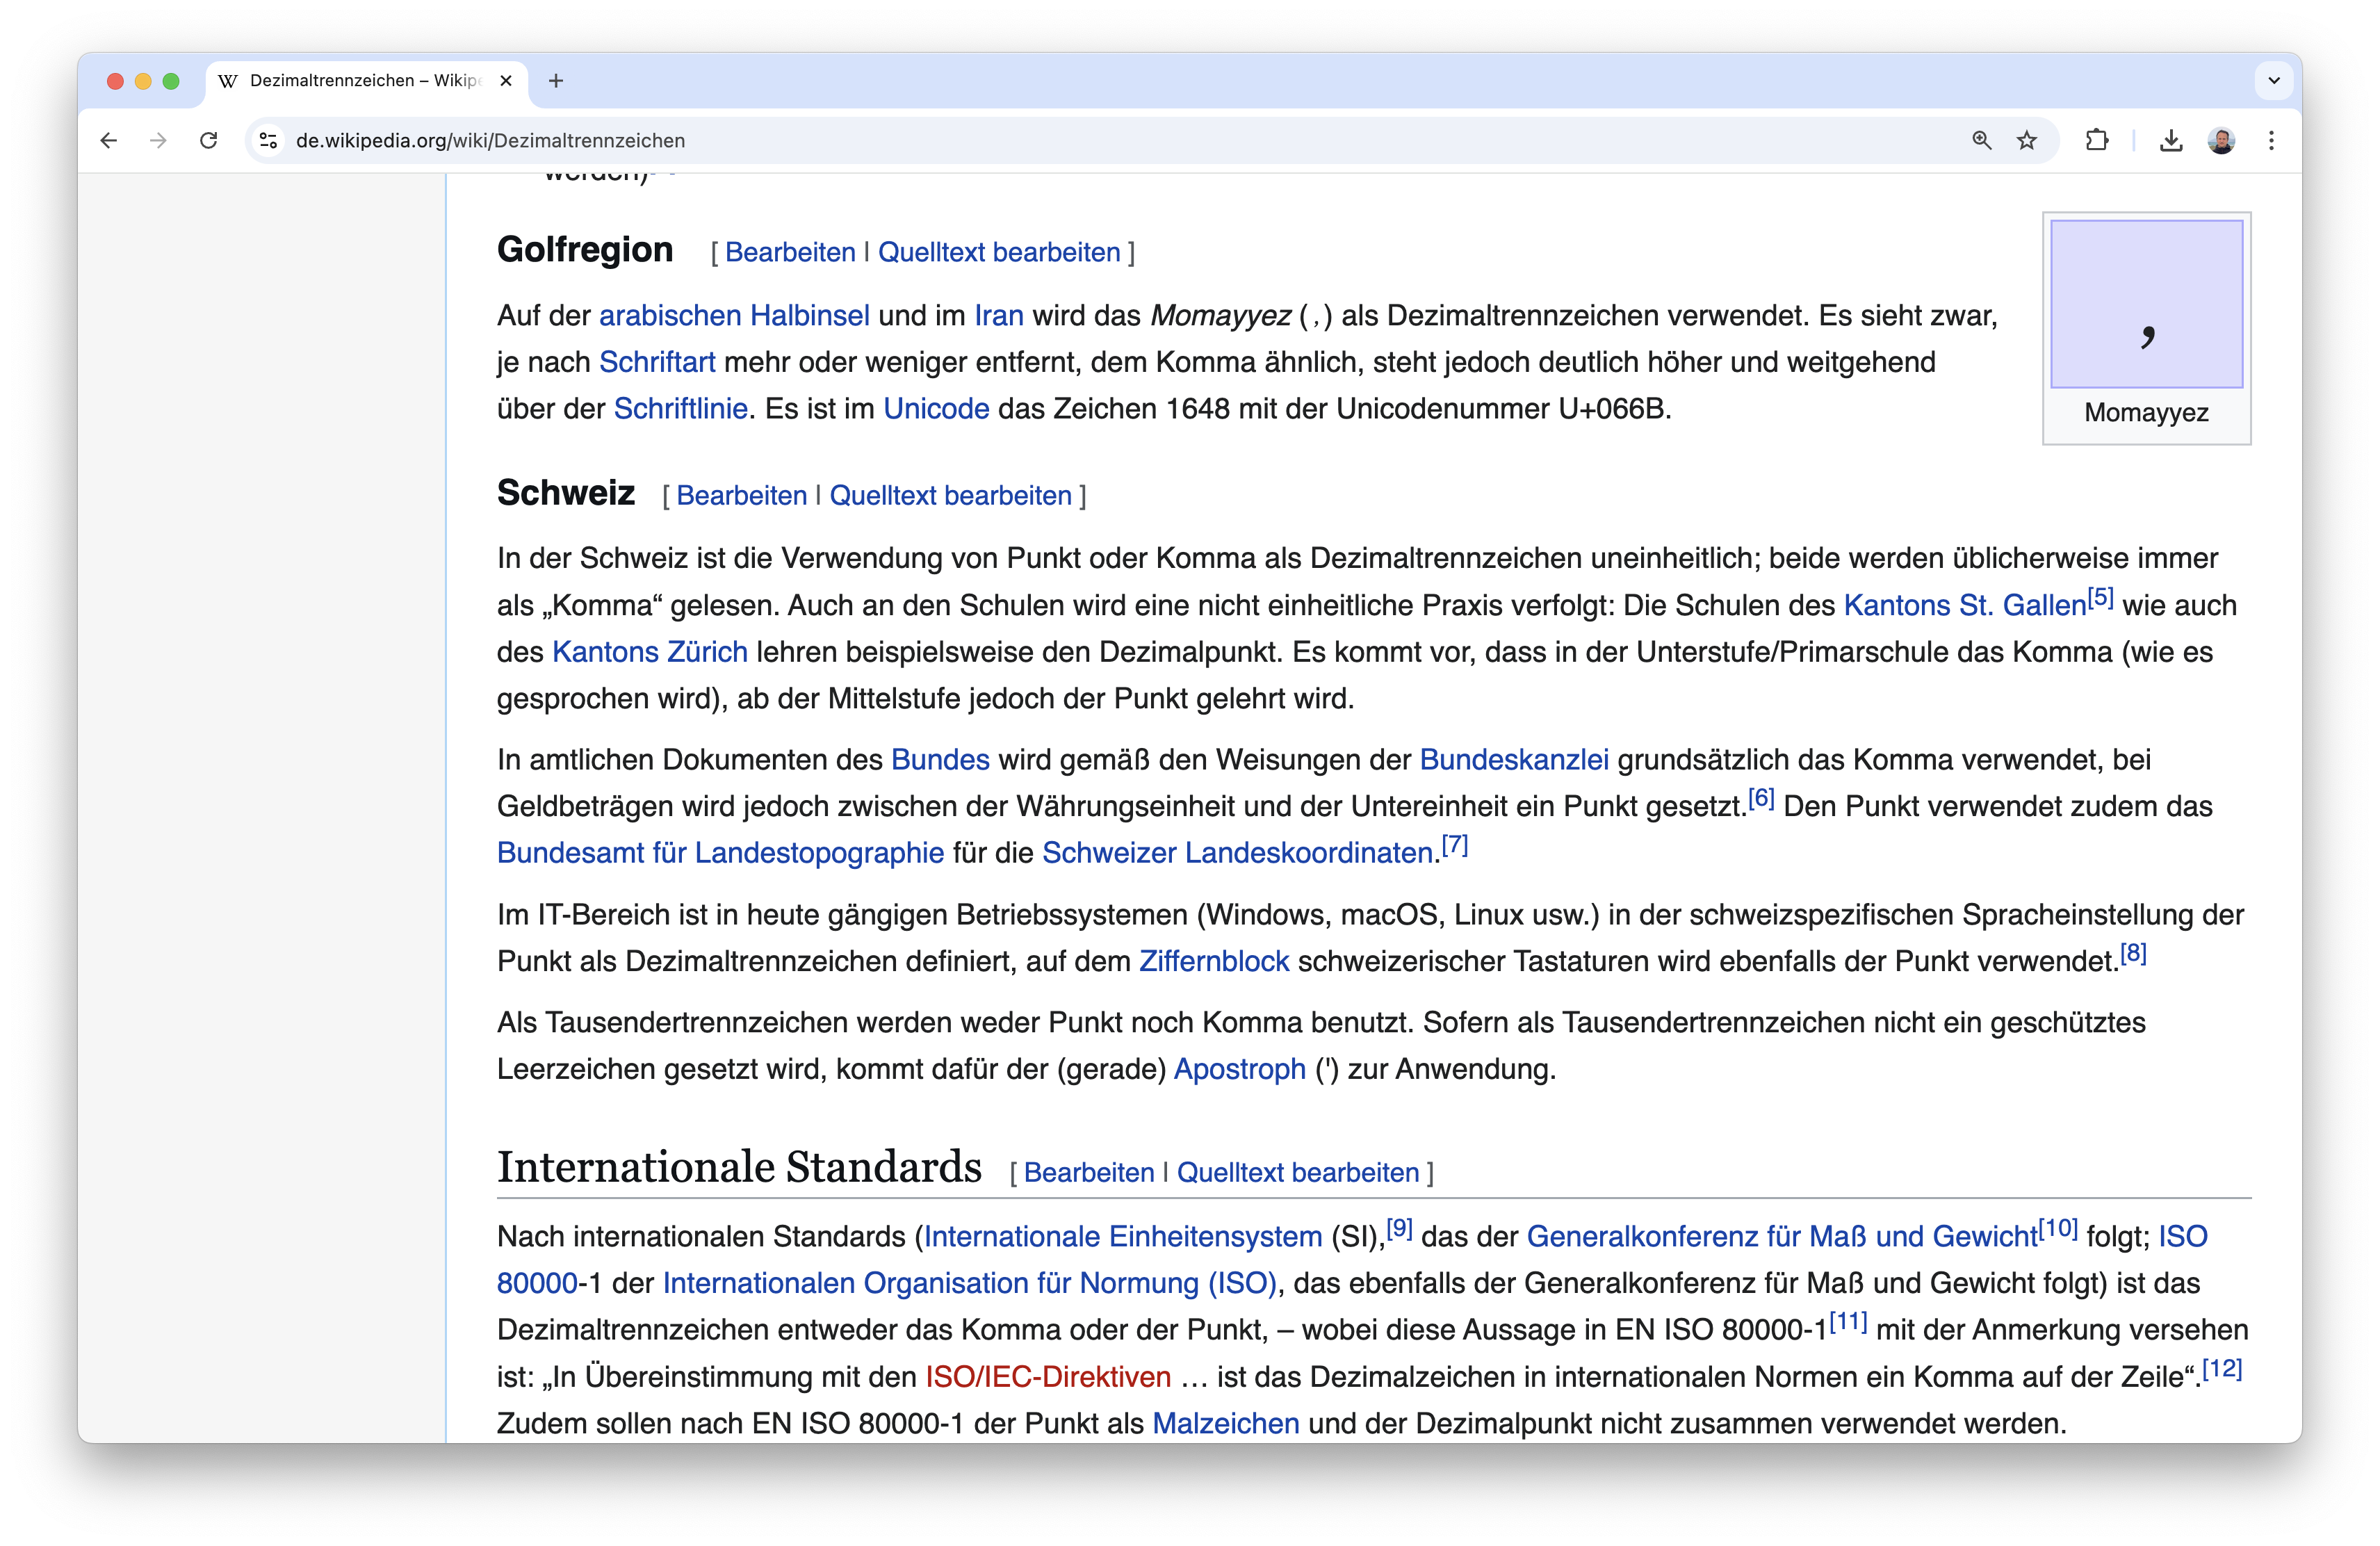 Dezimaltrennzeichen – Wikip
de.wikipedia.org/wiki/Dezimaltrennzeichen
werden)
Golfregion [ Bearbeiten | Quelltext bearbeiten ]
Auf der arabischen Halbinsel und im Iran wird das Momayyez (٫) als Dezimaltrennzeichen verwendet. Es sieht zwar,
je nach Schriftart mehr oder weniger entfernt, dem Komma ähnlich, steht jedoch deutlich höher und weitgehend
über der Schriftlinie. Es ist im Unicode das Zeichen 1648 mit der Unicodenummer U+066B.
٫
Momayyez
Schweiz [ Bearbeiten | Quelltext bearbeiten ]
In der Schweiz ist die Verwendung von Punkt oder Komma als Dezimaltrennzeichen uneinheitlich; beide werden üblicherweise immer
als „Komma“ gelesen. Auch an den Schulen wird eine nicht einheitliche Praxis verfolgt: Die Schulen des Kantons St. Gallen[5] wie auch
des Kantons Zürich lehren beispielsweise den Dezimalpunkt. Es kommt vor, dass in der Unterstufe/Primarschule das Komma (wie es
gesprochen wird), ab der Mittelstufe jedoch der Punkt gelehrt wird.
In amtlichen Dokumenten des Bundes wird gemäß den Weisungen der Bundeskanzlei grundsätzlich das Komma verwendet, bei
Geldbeträgen wird jedoch zwischen der Währungseinheit und der Untereinheit ein Punkt gesetzt.[6] Den Punkt verwendet zudem das
Bundesamt für Landestopographie für die Schweizer Landeskoordinaten.[7]
Im IT-Bereich ist in heute gängigen Betriebssystemen (Windows, macOS, Linux usw.) in der schweizspezifischen Spracheinstellung der
Punkt als Dezimaltrennzeichen definiert, auf dem Ziffernblock schweizerischer Tastaturen wird ebenfalls der Punkt verwendet.[8]
Als Tausendertrennzeichen werden weder Punkt noch Komma benutzt. Sofern als Tausendertrennzeichen nicht ein geschütztes
Leerzeichen gesetzt wird, kommt dafür der (gerade) Apostroph (') zur Anwendung.
Internationale Standards [ Bearbeiten | Quelltext bearbeiten ]
Nach internationalen Standards (Internationale Einheitensystem (SI),[9] das der Generalkonferenz für Maß und Gewicht[10] folgt; ISO
80000-1 der Internationalen Organisation für Normung (ISO), das ebenfalls der Generalkonferenz für Maß und Gewicht folgt) ist das
Dezimaltrennzeichen entweder das Komma oder der Punkt, – wobei diese Aussage in EN ISO 80000-1[11] mit der Anmerkung versehen
ist: „In Übereinstimmung mit den ISO/IEC-Direktiven … ist das Dezimalzeichen in internationalen Normen ein Komma auf der Zeile“.[12]
Zudem sollen nach EN ISO 80000-1 der Punkt als Malzeichen und der Dezimalpunkt nicht zusammen verwendet werden.